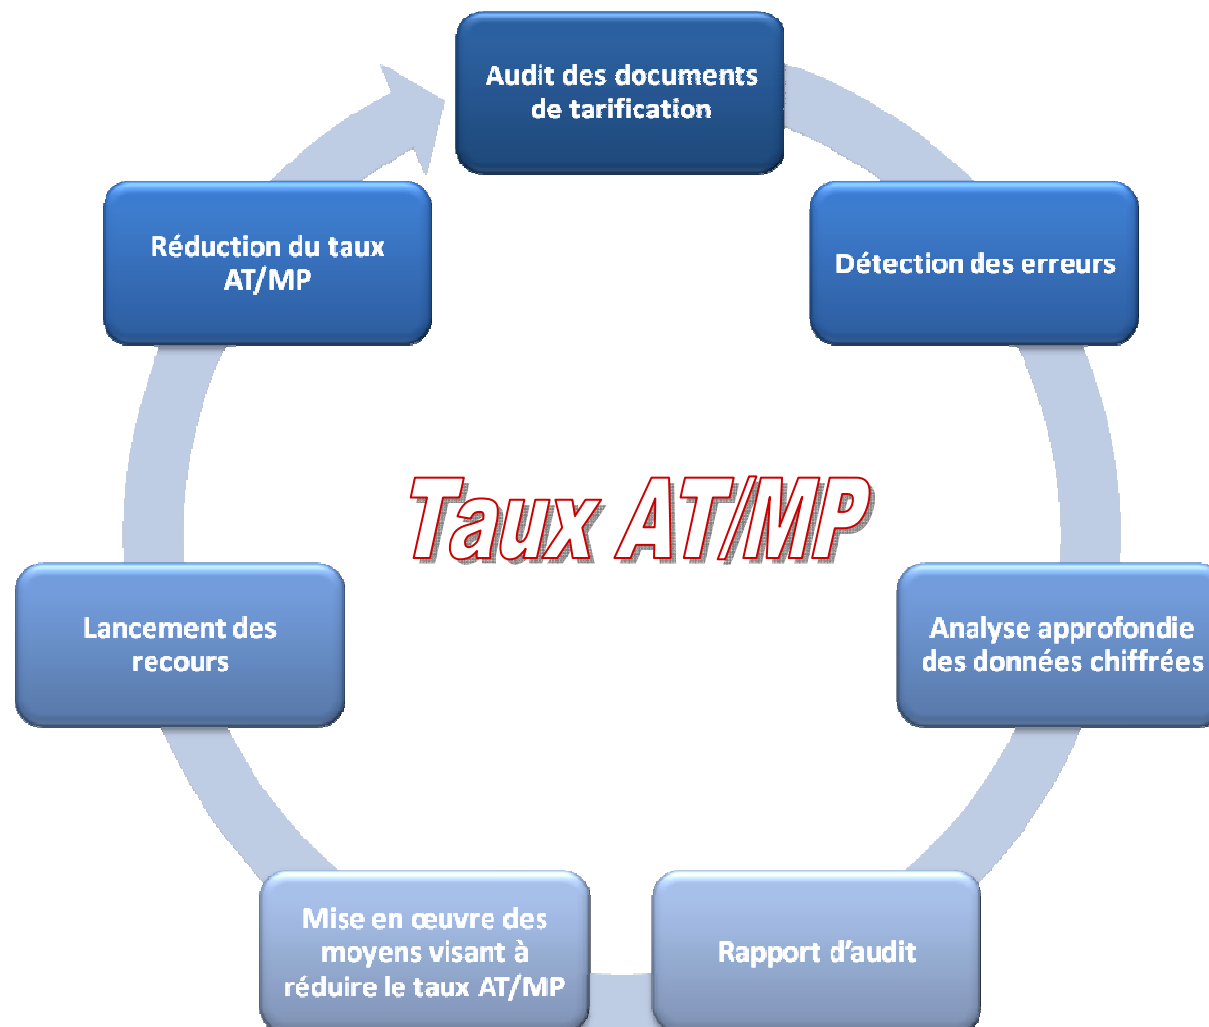 Audit des documents
de tarification
Détection des erreurs
Analyse approfondie
des données chiffrées
Rapport d’audit
Mise en œuvre des
moyens visant à
réduire le taux AT/MP
Lancement des
recours
Réduction du taux
AT/MP
Taux AT/MP